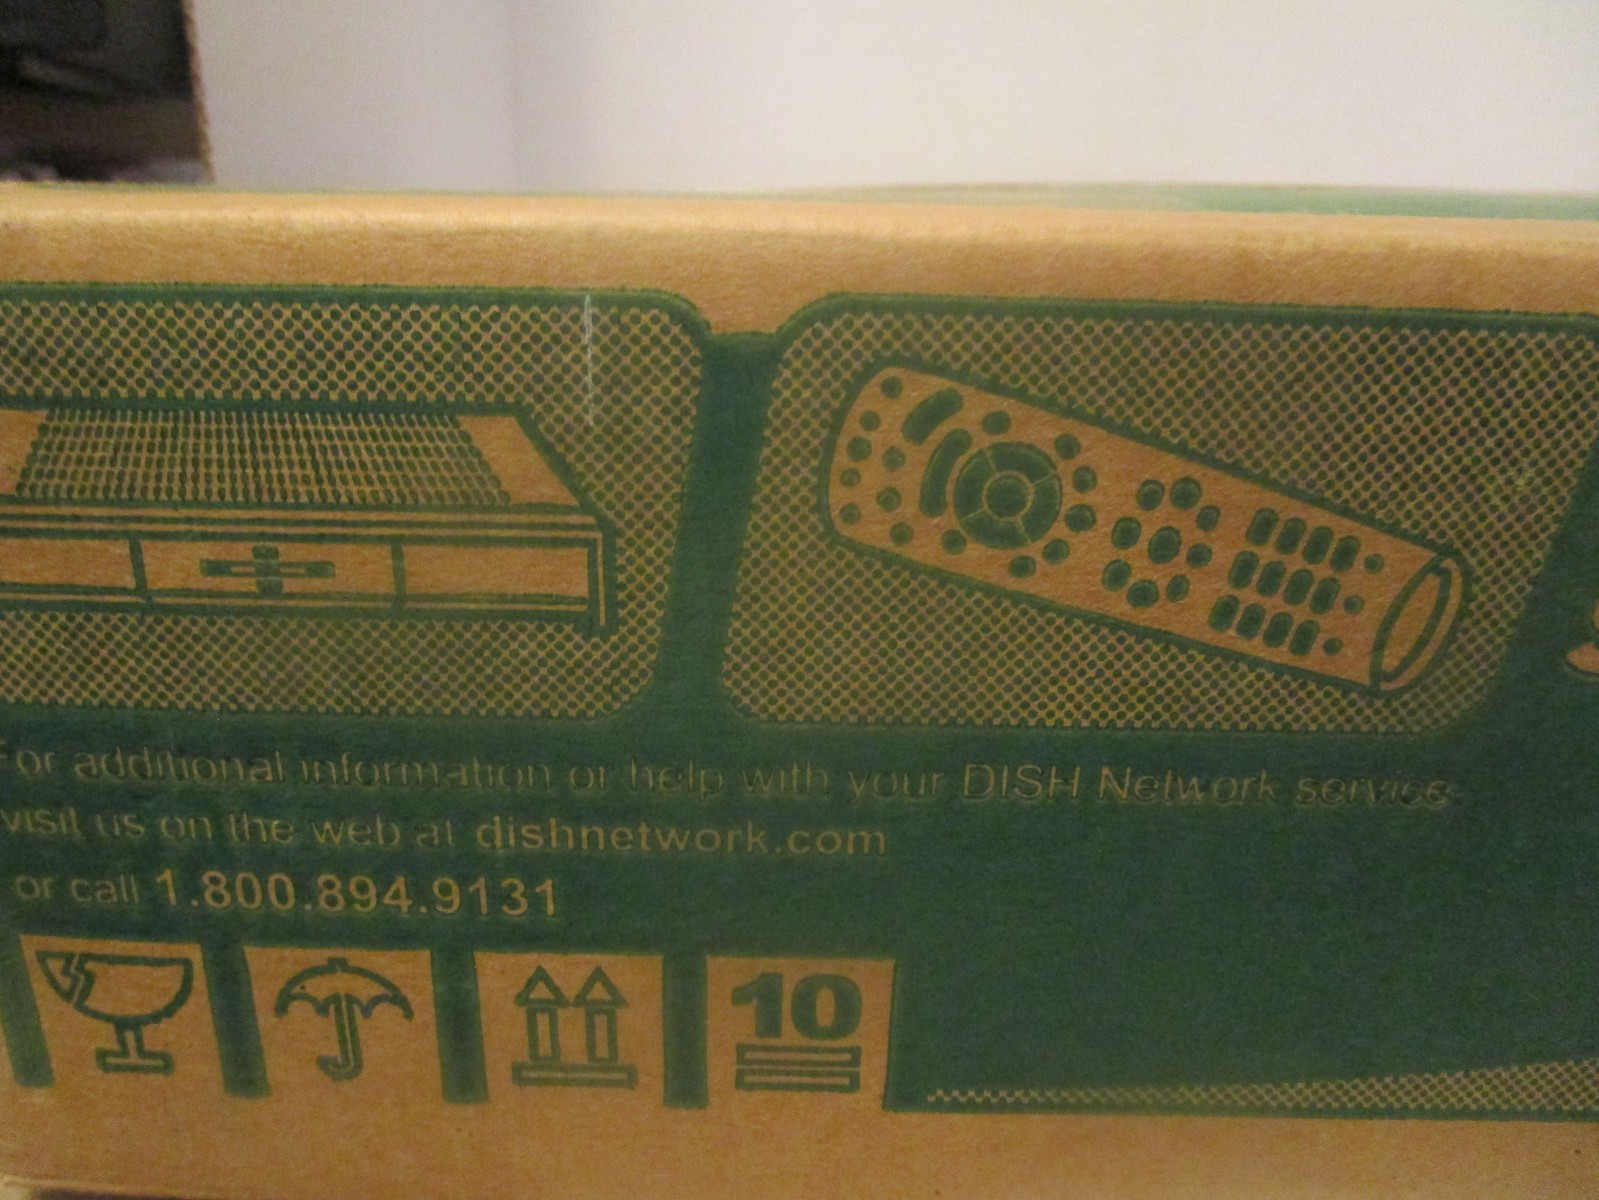 For additional information or help with your DISH Network service
visit us on the web at dishnetwork.com
or call 1.800.894.9131
10